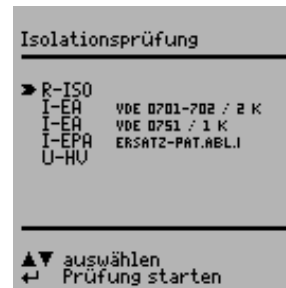 Isolationsprüfung
R-ISO
I-EA VDE 0701-702 / 2 K
I-EA VDE 0751 / 1 K
I-EPA ERSATZ-PAT.ABL.I
U-HV
▲▼ auswählen
↵ Prüfung starten